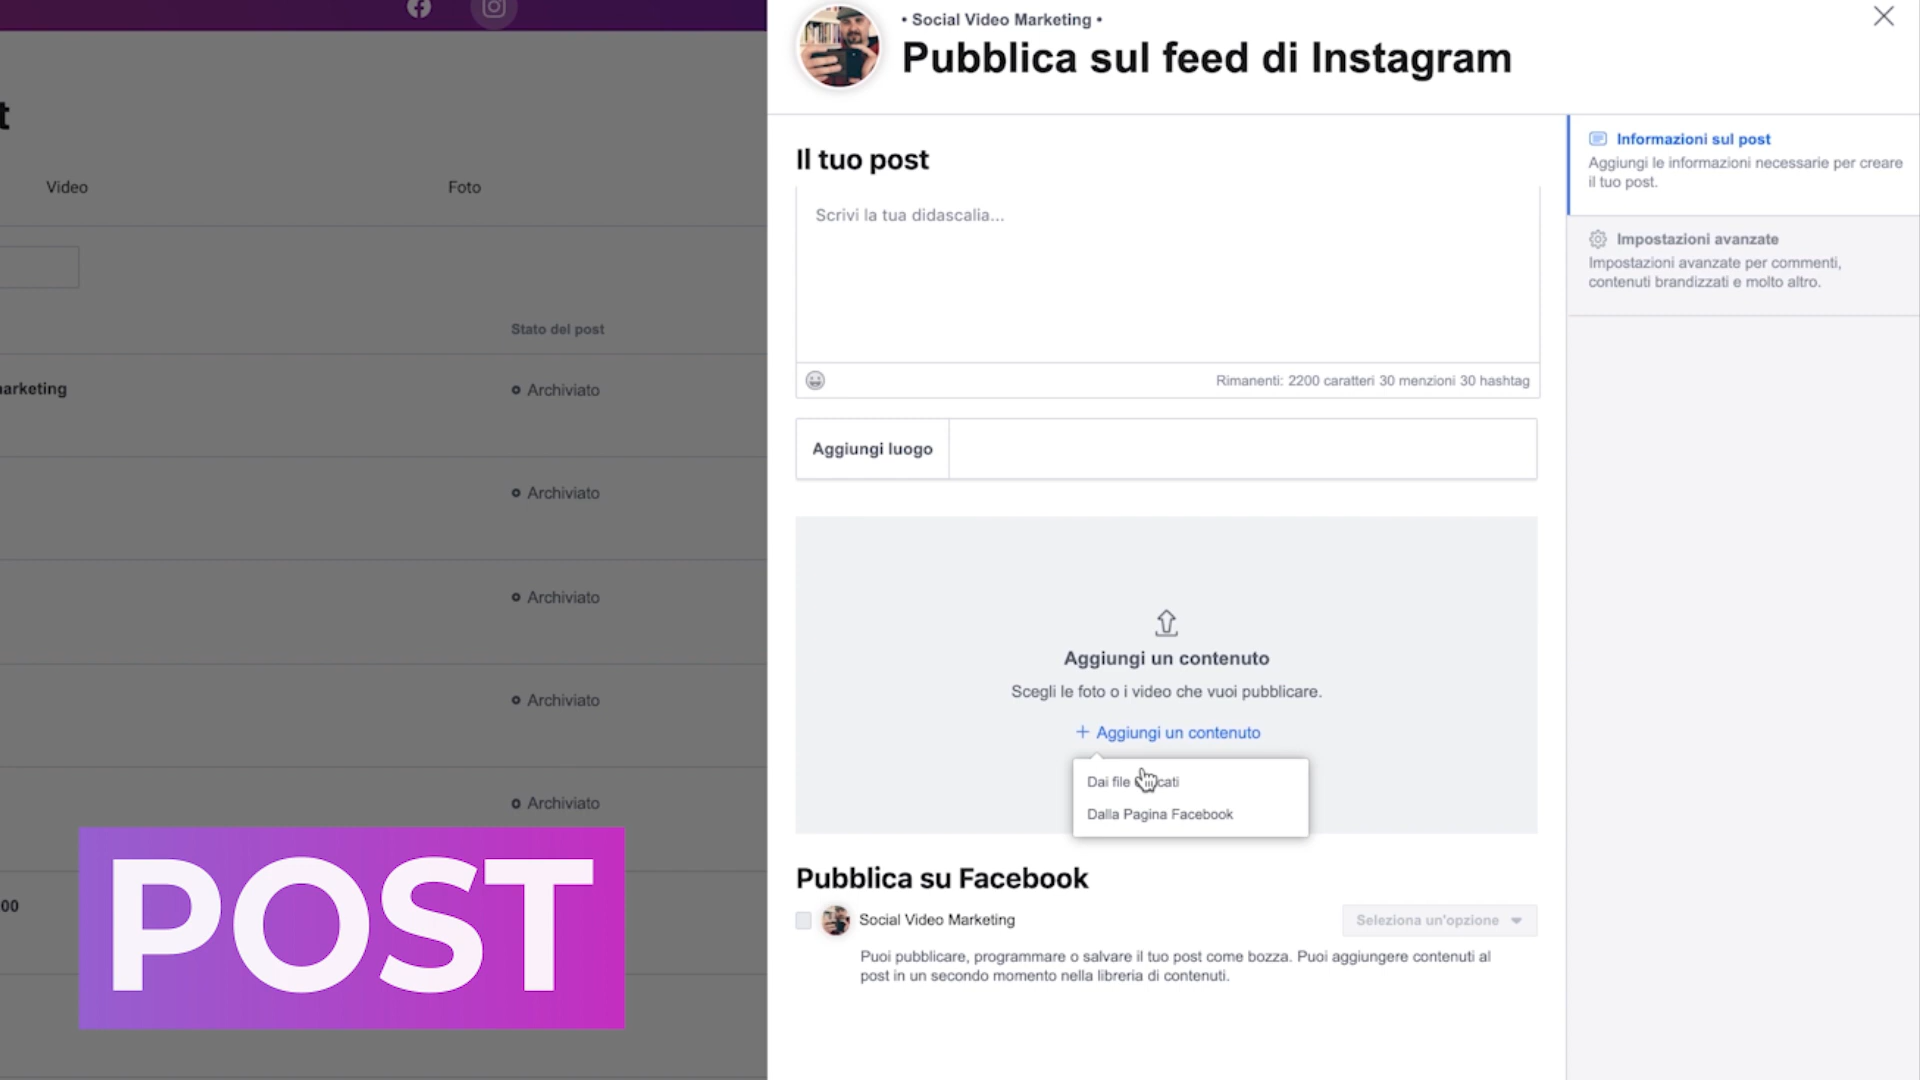 • Social Video Marketing •
Pubblica sul feed di Instagram
t
Video
Foto
Stato del post
arketing
Archiviato
Archiviato
Archiviato
Archiviato
Archiviato
00
POST
Il tuo post
Scrivi la tua didascalia...
Rimanenti: 2200 caratteri 30 menzioni 30 hashtag
Aggiungi luogo
Aggiungi un contenuto
Scegli le foto o i video che vuoi pubblicare.
+ Aggiungi un contenuto
Dai file cati
Dalla Pagina Facebook
Pubblica su Facebook
Social Video Marketing
Seleziona un'opzione
Puoi pubblicare, programmare o salvare il tuo post come bozza. Puoi aggiungere contenuti al
post in un secondo momento nella libreria di contenuti.
Informazioni sul post
Aggiungi le informazioni necessarie per creare
il tuo post.
Impostazioni avanzate
Impostazioni avanzate per commenti,
contenuti brandizzati e molto altro.